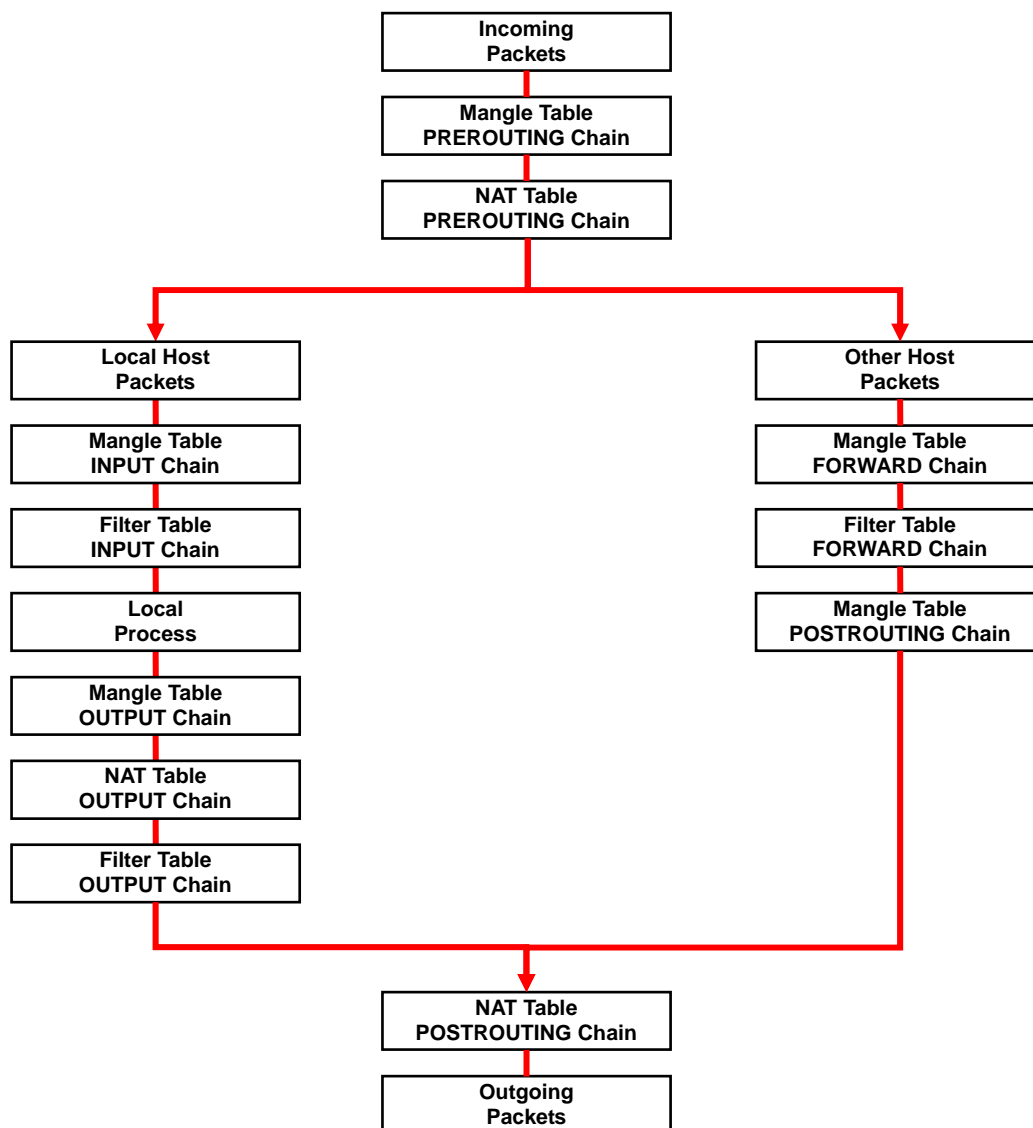 Incoming
Packets
Mangle Table
PREROUTING Chain
NAT Table
PREROUTING Chain
Local Host
Packets
Mangle Table
INPUT Chain
Filter Table
INPUT Chain
Local
Process
Mangle Table
OUTPUT Chain
NAT Table
OUTPUT Chain
Filter Table
OUTPUT Chain
Other Host
Packets
Mangle Table
FORWARD Chain
Filter Table
FORWARD Chain
Mangle Table
POSTROUTING Chain
NAT Table
POSTROUTING Chain
Outgoing
Packets